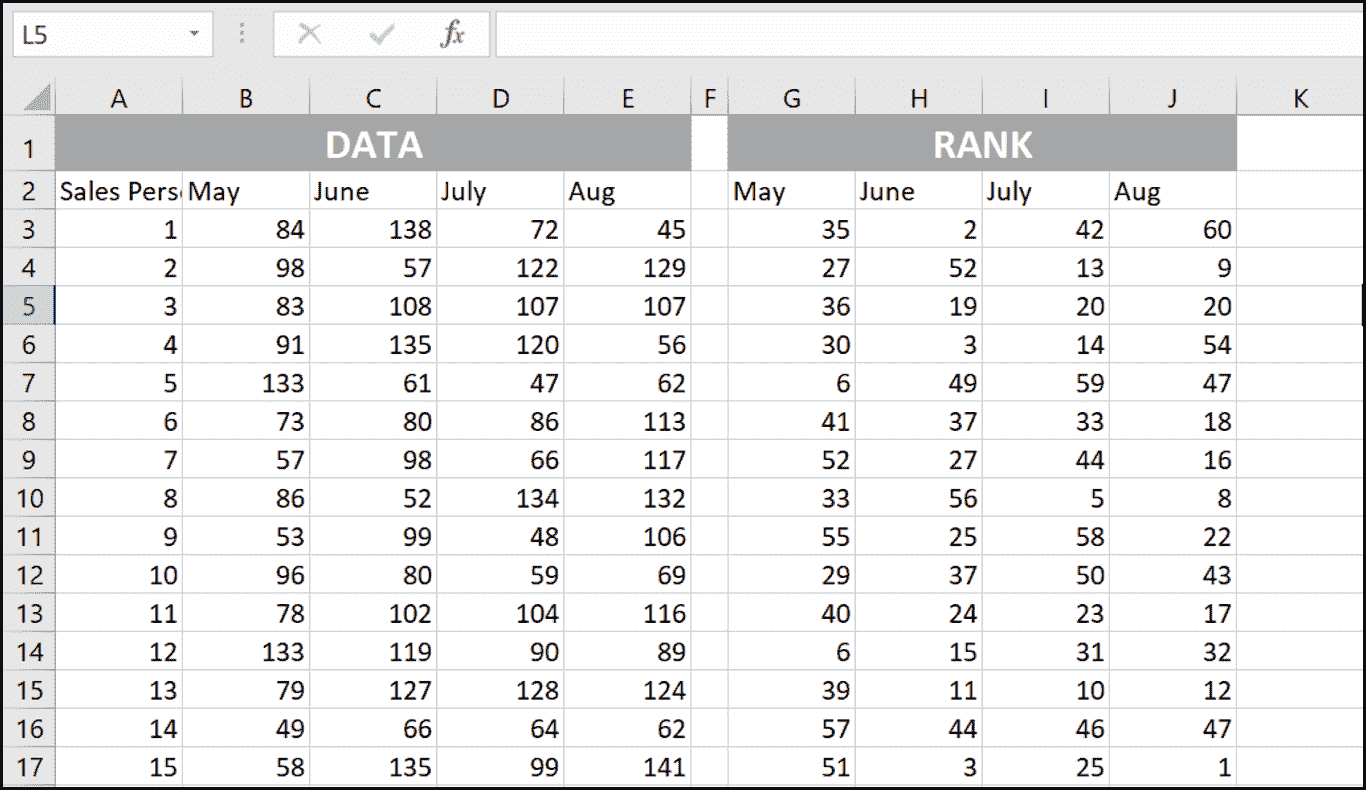 L5 fx
A B C D E F G H I J K
1 DATA RANK
2 Sales Pers May June July Aug May June July Aug
3 1 84 138 72 45 35 2 42 60
4 2 98 57 122 129 27 52 13 9
5 3 83 108 107 107 36 19 20 20
6 4 91 135 120 56 30 3 14 54
7 5 133 61 47 62 6 49 59 47
8 6 73 80 86 113 41 37 33 18
9 7 57 98 66 117 52 27 44 16
10 8 86 52 134 132 33 56 5 8
11 9 53 99 48 106 55 25 58 22
12 10 96 80 59 69 29 37 50 43
13 11 78 102 104 116 40 24 23 17
14 12 133 119 90 89 6 15 31 32
15 13 79 127 128 124 39 11 10 12
16 14 49 66 64 62 57 44 46 47
17 15 58 135 99 141 51 3 25 1